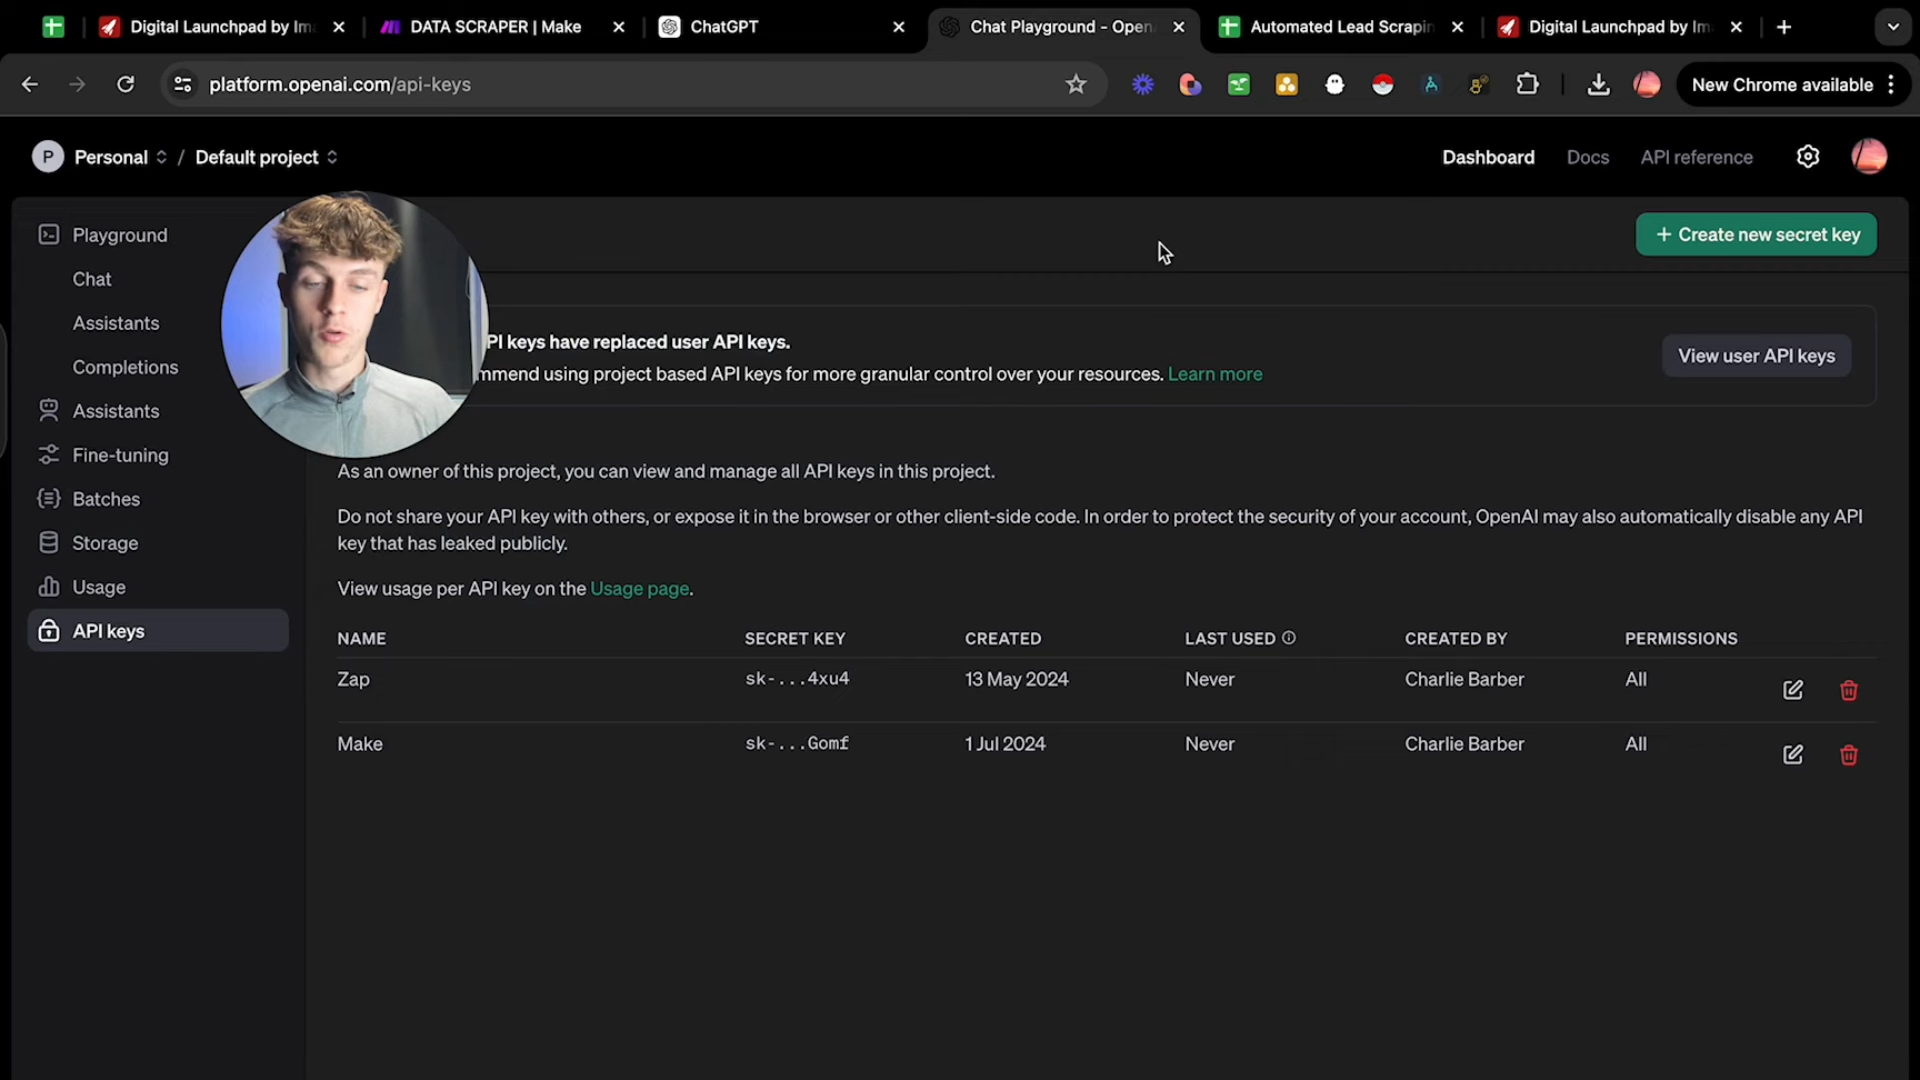 Digital Launchpad by Im
DATA SCRAPER | Make
ChatGPT
Chat Playground - Open
Automated Lead Scrapin
Digital Launchpad by Im
platform.openai.com/api-keys
New Chrome available
P Personal / Default project
Dashboard
Docs
API reference
Playground
+ Create new secret key
Chat
Assistants
PI keys have replaced user API keys.
View user API keys
Completions
mmend using project based API keys for more granular control over your resources. Learn more
Assistants
Fine-tuning
As an owner of this project, you can view and manage all API keys in this project.
Batches
Do not share your API key with others, or expose it in the browser or other client-side code. In order to protect the security of your account, OpenAI may also automatically disable any API
key that has leaked publicly.
Storage
Usage
View usage per API key on the Usage page.
API keys
NAME SECRET KEY CREATED LAST USED CREATED BY PERMISSIONS
Zap sk-...4xu4 13 May 2024 Never Charlie Barber All
Make sk-...Gomf 1 Jul 2024 Never Charlie Barber All